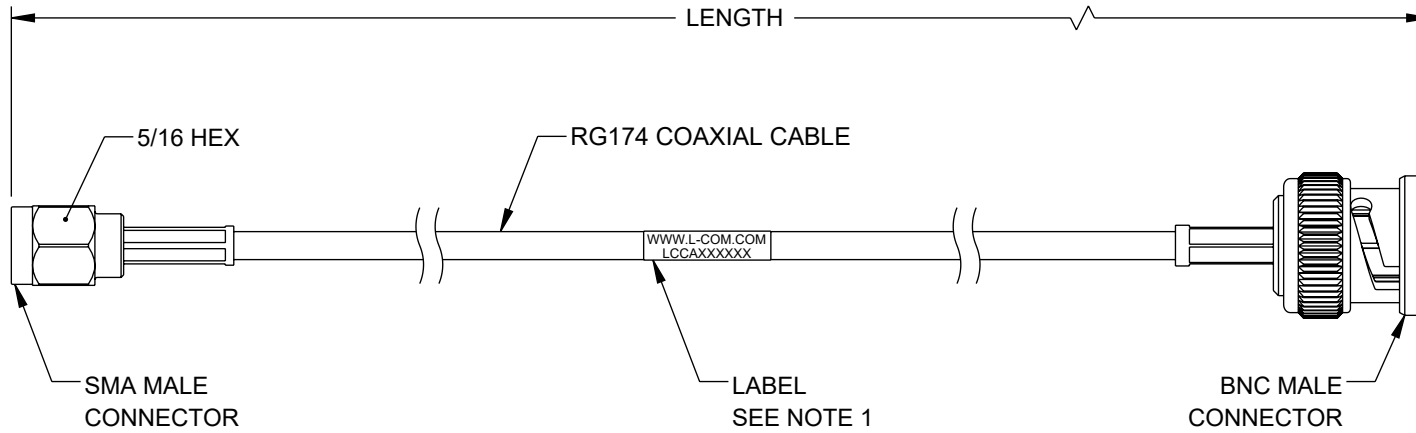 LENGTH
5/16 HEX
RG174 COAXIAL CABLE
WWW.L-COM.COM
LCCAXXXXXX
SMA MALE
CONNECTOR
LABEL
SEE NOTE 1
BNC MALE
CONNECTOR